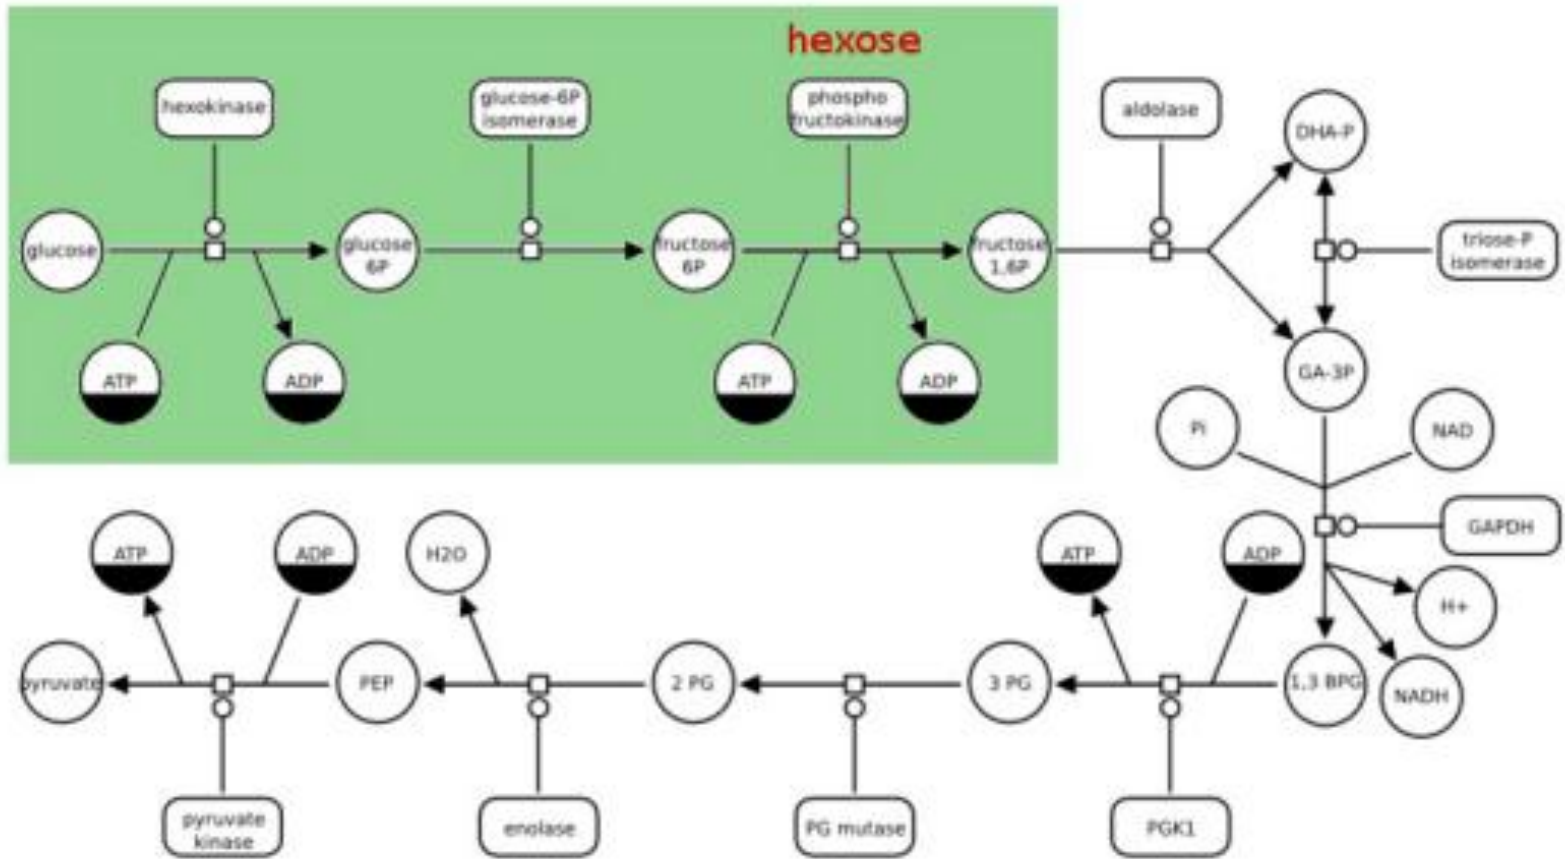 hexose
hexokinase
glucose-6P
isomerase
phospho
fructokinase
aldolase
DHA-P
glucose
glucose
6P
fructose
6P
fructose
1,6P
triose-P
isomerase
ATP
ADP
ATP
ADP
GA-3P
Pi
NAD
GAPDH
ATP
ADP
H2O
ATP
ADP
H+
pyruvate
PEP
2 PG
3 PG
1,3 BPG
NADH
pyruvate
kinase
enolase
PG mutase
PGK1